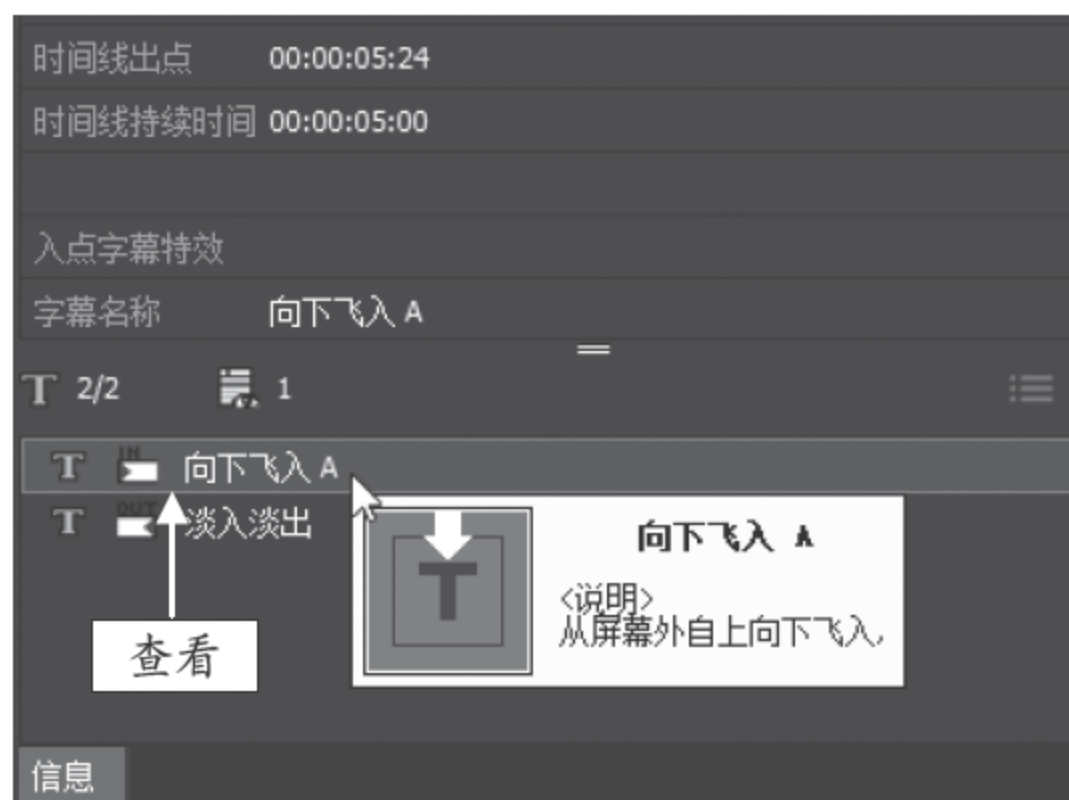 时间线出点 00:00:05:24
时间线持续时间 00:00:05:00
入点字幕特效
字幕名称 向下飞入 A
T 2/2 1
T IN 向下飞入 A
T OUT 淡入淡出
T
向下飞入 A
<说明>
从屏幕外自上向下飞入.
查看
信息